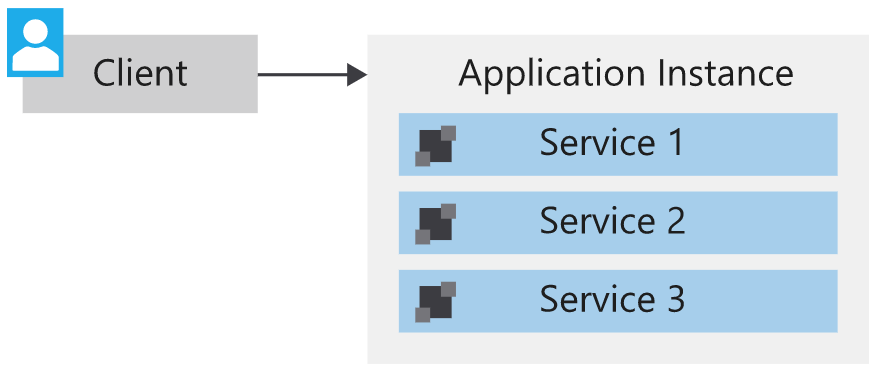 Client
Application Instance
Service 1
Service 2
Service 3